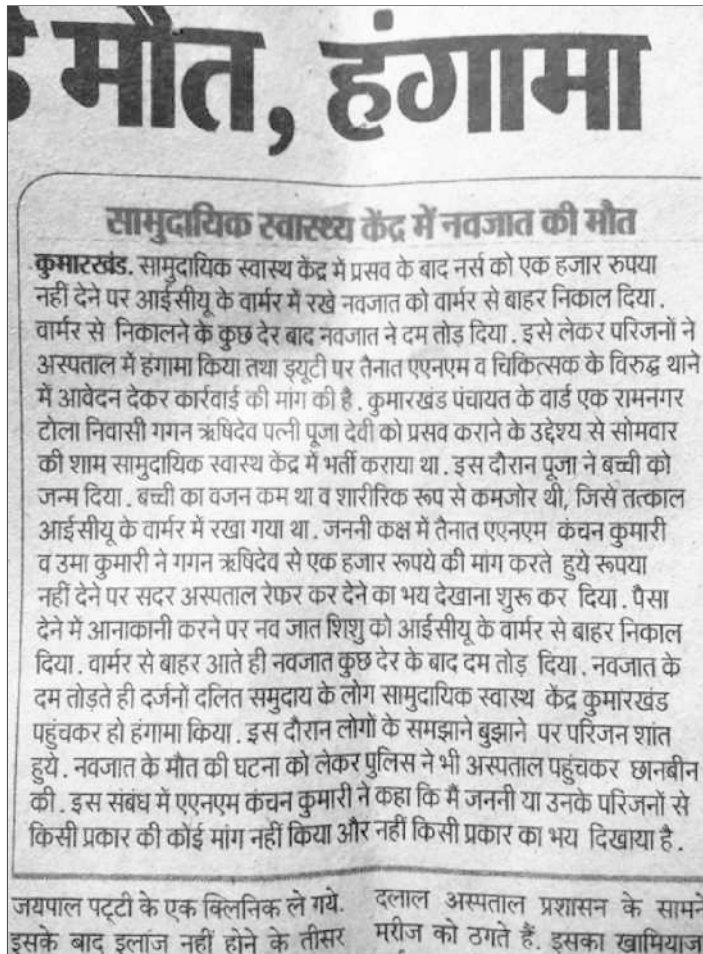 मौत, हंगामा
सामुदायिक स्वास्थ्य केंद्र में नवजात की मौत
कुमारखंड. सामुदायिक स्वास्थ केंद्र में प्रसव के बाद नर्स को एक हजार रुपया
नहीं देने पर आईसीयू के वार्मर में रखे नवजात को वार्मर से बाहर निकाल दिया.
वार्मर से निकालने के कुछ देर बाद नवजात ने दम तोड़ दिया. इसे लेकर परिजनों ने
अस्पताल में हंगामा किया तथा ड्यूटी पर तैनात एएनएम व चिकित्सक के विरुद्ध थाने
में आवेदन देकर कार्रवाई की मांग की है. कुमारखंड पंचायत के वार्ड एक रामनगर
टोला निवासी गगन ऋषिदेव पत्नी पूजा देवी को प्रसव कराने के उद्देश्य से सोमवार
की शाम सामुदायिक स्वास्थ केंद्र में भर्ती कराया था. इस दौरान पूजा ने बच्ची को
जन्म दिया. बच्ची का वजन कम था व शारीरिक रूप से कमजोर थी, जिसे तत्काल
आईसीयू के वार्मर में रखा गया था. जननी कक्ष में तैनात एएनएम कंचन कुमारी
व उमा कुमारी ने गगन ऋषिदेव से एक हजार रूपये की मांग करते हुये रूपया
नहीं देने पर सदर अस्पताल रेफर कर देने का भय देखाना शुरू कर दिया. पैसा
देने में आनाकानी करने पर नव जात शिशु को आईसीयू के वार्मर से बाहर निकाल
दिया. वार्मर से बाहर आते ही नवजात कुछ देर के बाद दम तोड़ दिया. नवजात के
दम तोड़ते ही दर्जनों दलित समुदाय के लोग सामुदायिक स्वास्थ केंद्र कुमारखंड
पहुंचकर हो हंगामा किया. इस दौरान लोगों के समझाने बुझाने पर परिजन शांत
हुये. नवजात के मौत की घटना को लेकर पुलिस ने भी अस्पताल पहुंचकर छानबीन
की. इस संबंध में एएनएम कंचन कुमारी ने कहा कि मैं जननी या उनके परिजनों से
किसी प्रकार की कोई मांग नहीं किया और नहीं किसी प्रकार का भय दिखाया है.
जयपाल पट्टी के एक क्लिनिक ले गये.
इसके बाद इलाज नहीं होने के तीसर
दलाल अस्पताल प्रशासन के सामने
मरीज को ठगते हैं. इसका खामियाज